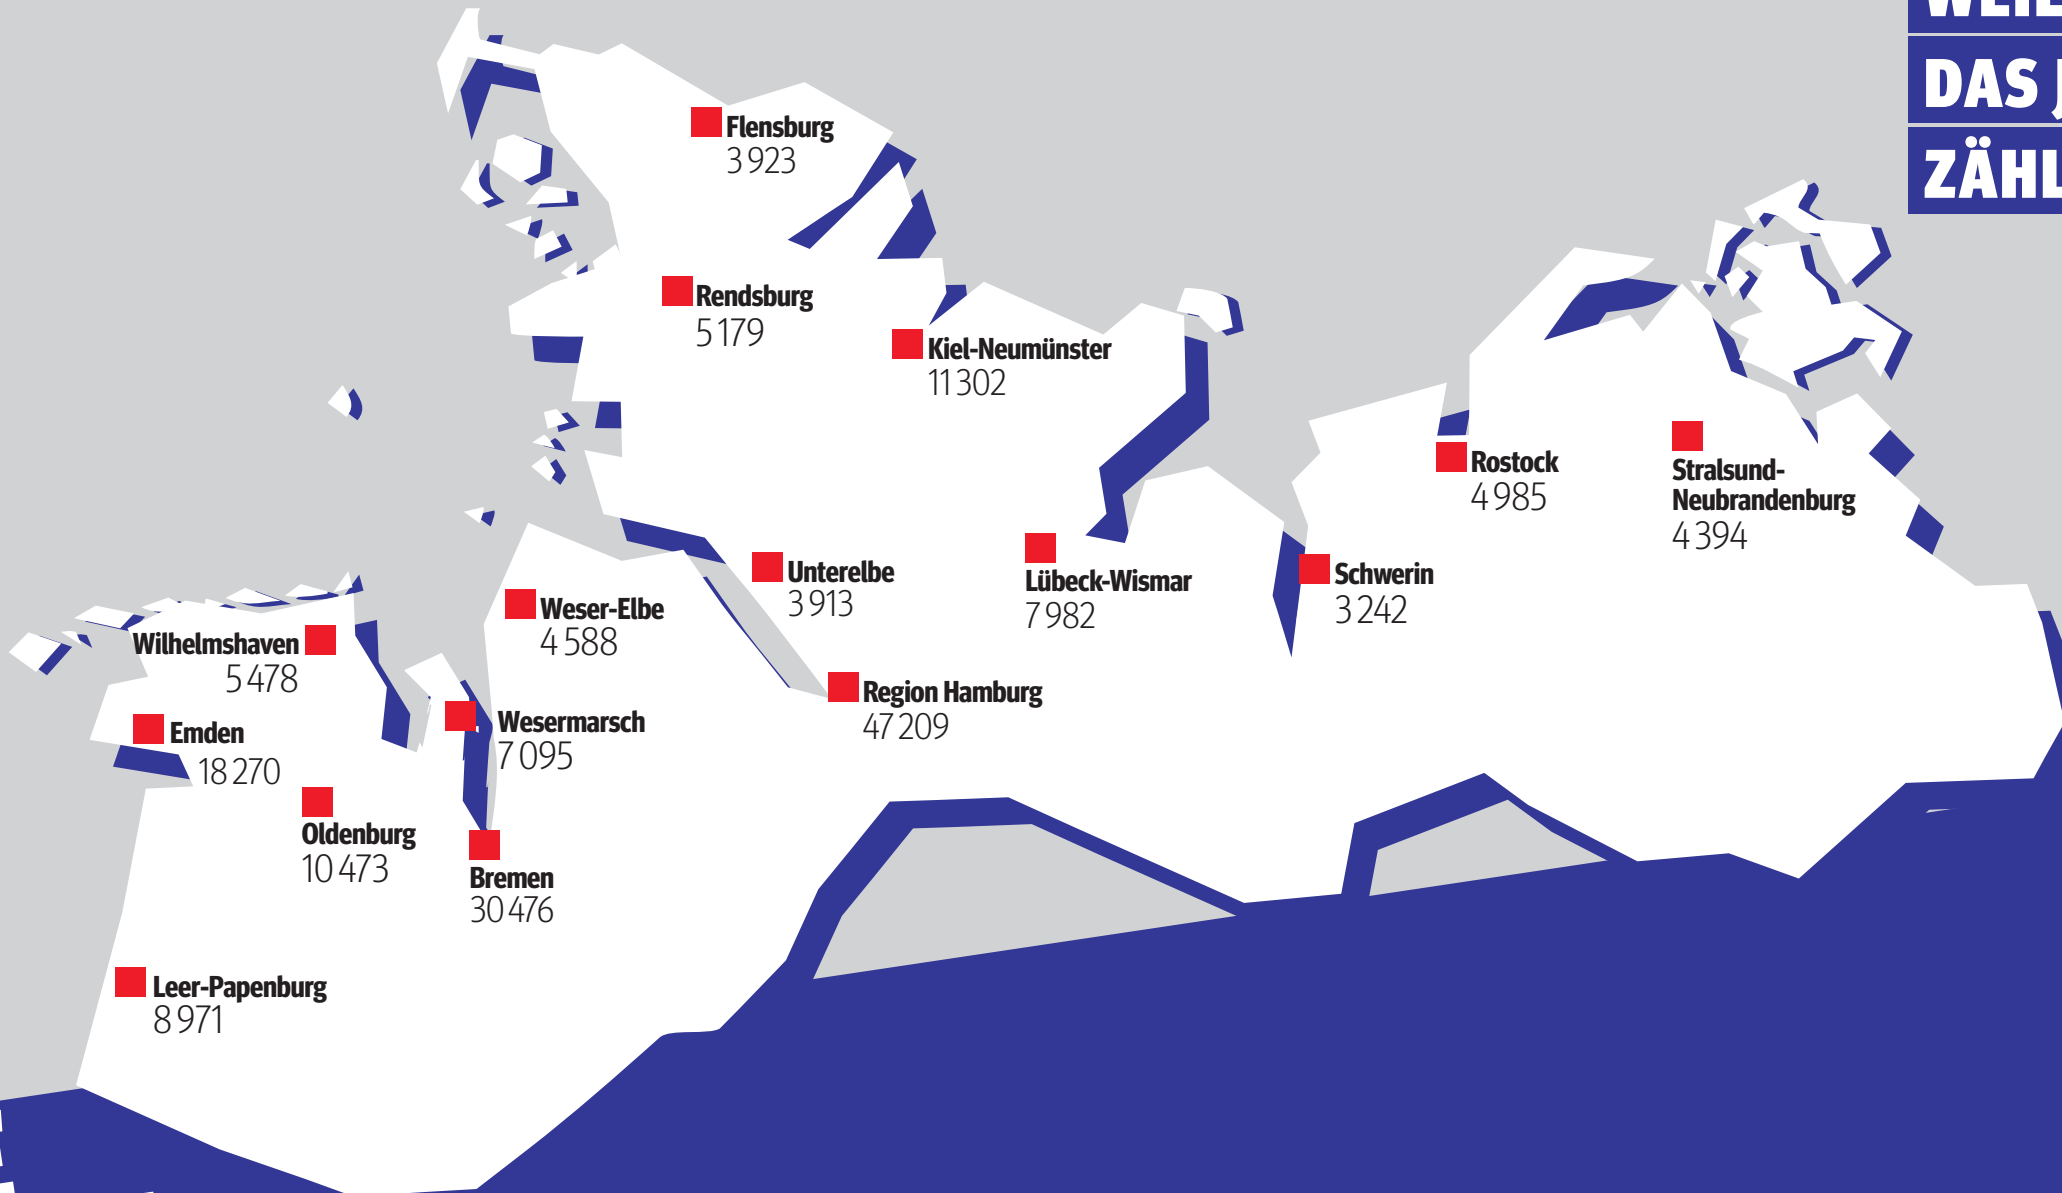 DAS
ZÄHL
Flensburg
3 923
Rendsburg
5 179
Kiel-Neumünster
11 302
Rostock
4 985
Stralsund-
Neubrandenburg
4 394
Unterelbe
3 913
Lübeck-Wismar
7 982
Schwerin
3 242
Weser-Elbe
4 588
Wilhelmshaven
5 478
Region Hamburg
47 209
Wesermarsch
7 095
Emden
18 270
Oldenburg
10 473
Bremen
30 476
Leer-Papenburg
8 971